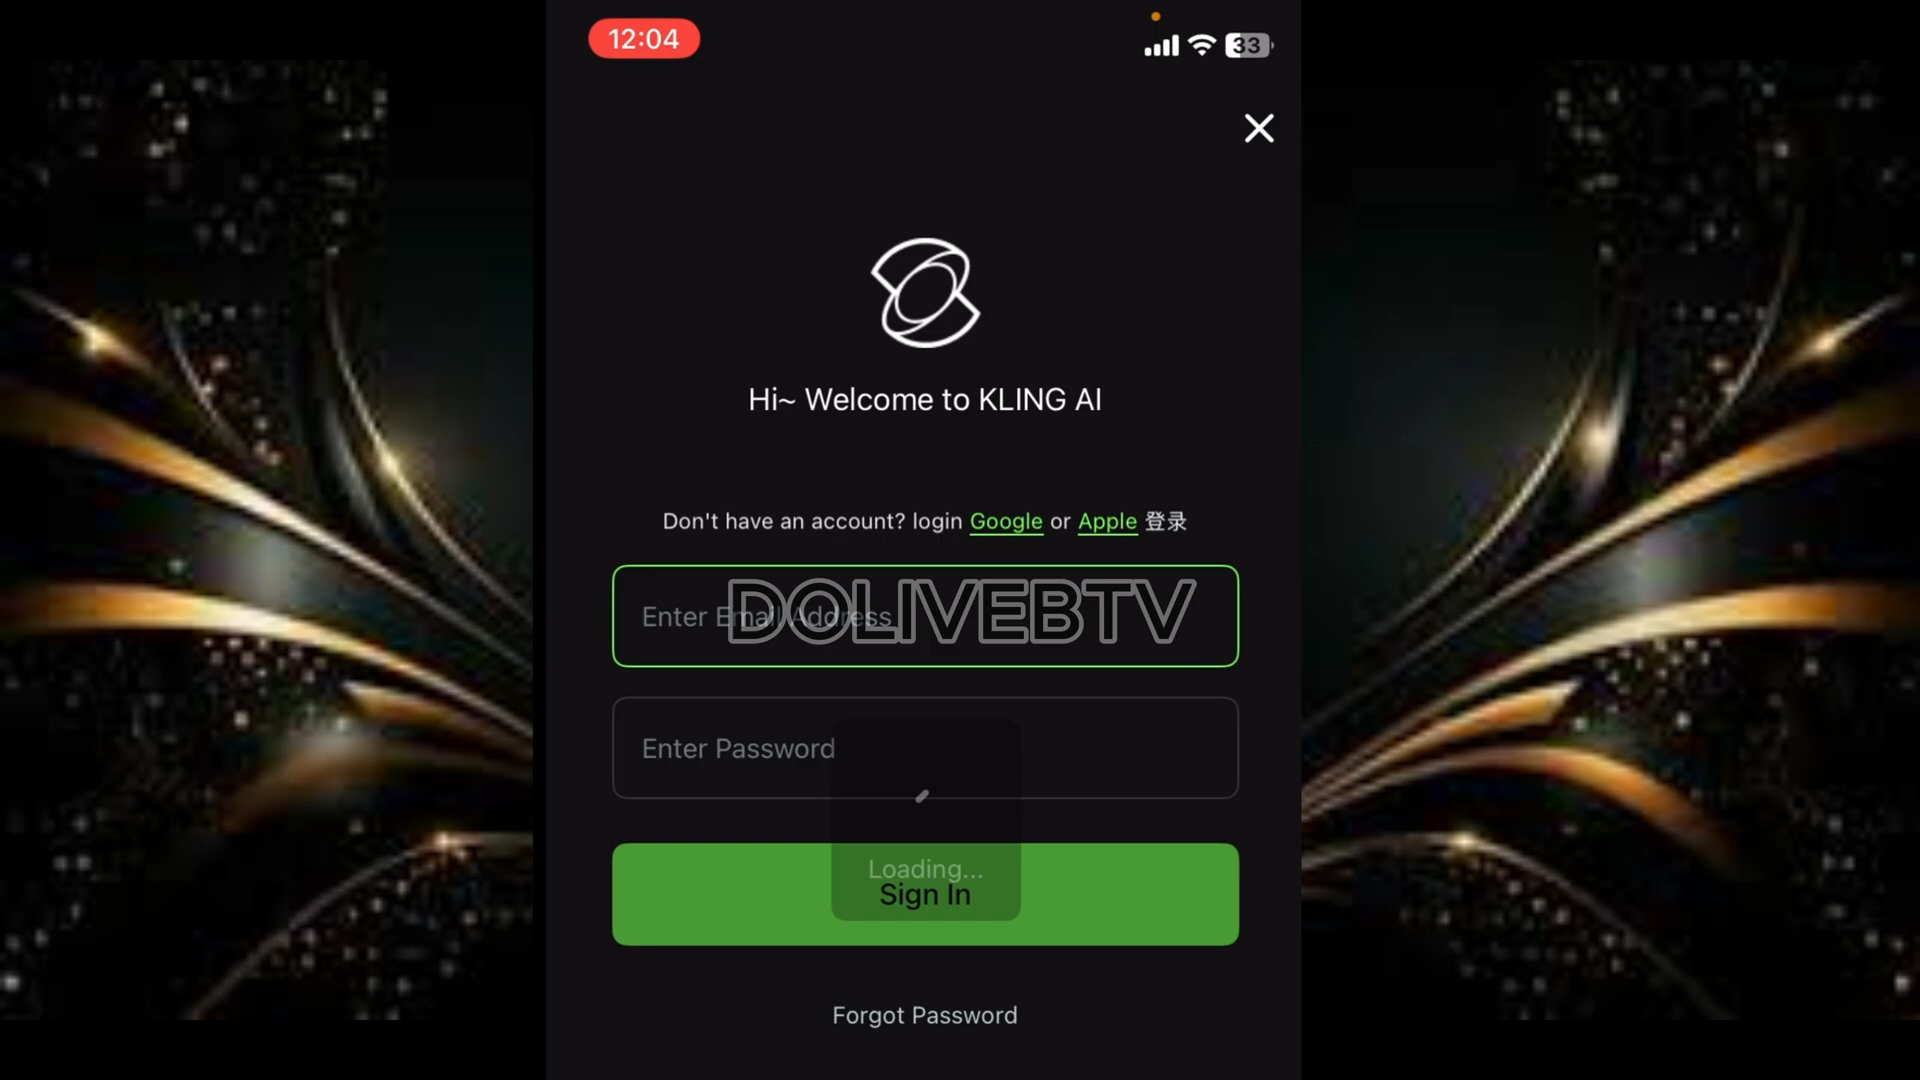 12:04
33
Hi~ Welcome to KLING AI
Don't have an account? login Google or Apple 登录
Enter Email Address
DOLIVEBTV
Enter Password
Loading...
Sign In
Forgot Password